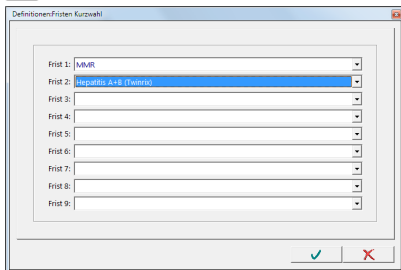 Definitionen:Fristen Kurzwahl
Frist 1: MMR
Frist 2: Hepatitis A+B (Twinrix)
Frist 3:
Frist 4:
Frist 5:
Frist 6:
Frist 7:
Frist 8:
Frist 9: